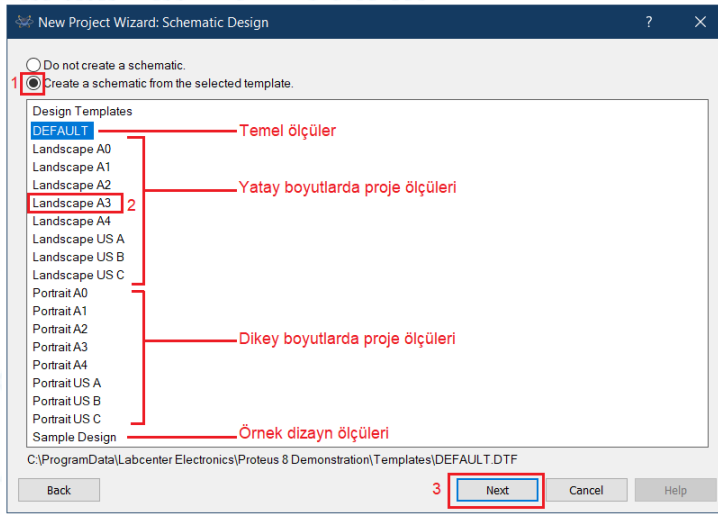 New Project Wizard: Schematic Design ? ×
Do not create a schematic.
1 Create a schematic from the selected template.
Design Templates
DEFAULT Temel ölçüler
Landscape A0
Landscape A1
Landscape A2 Yatay boyutlarda proje ölçüleri
Landscape A3 2
Landscape A4
Landscape US A
Landscape US B
Landscape US C
Portrait A0
Portrait A1
Portrait A2 Dikey boyutlarda proje ölçüleri
Portrait A3
Portrait A4
Portrait US A
Portrait US B
Portrait US C
Sample Design Örnek dizayn ölçüleri
C:\ProgramData\Labcenter Electronics\Proteus 8 Demonstration\Templates\DEFAULT.DTF
Back 3 Next Cancel Help